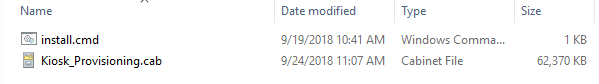 Name Date modified Type Size
install.cmd 9/19/2018 10:41 AM Windows Comma... 1 KB
Kiosk_Provisioning.cab 9/24/2018 11:07 AM Cabinet File 62,370 KB